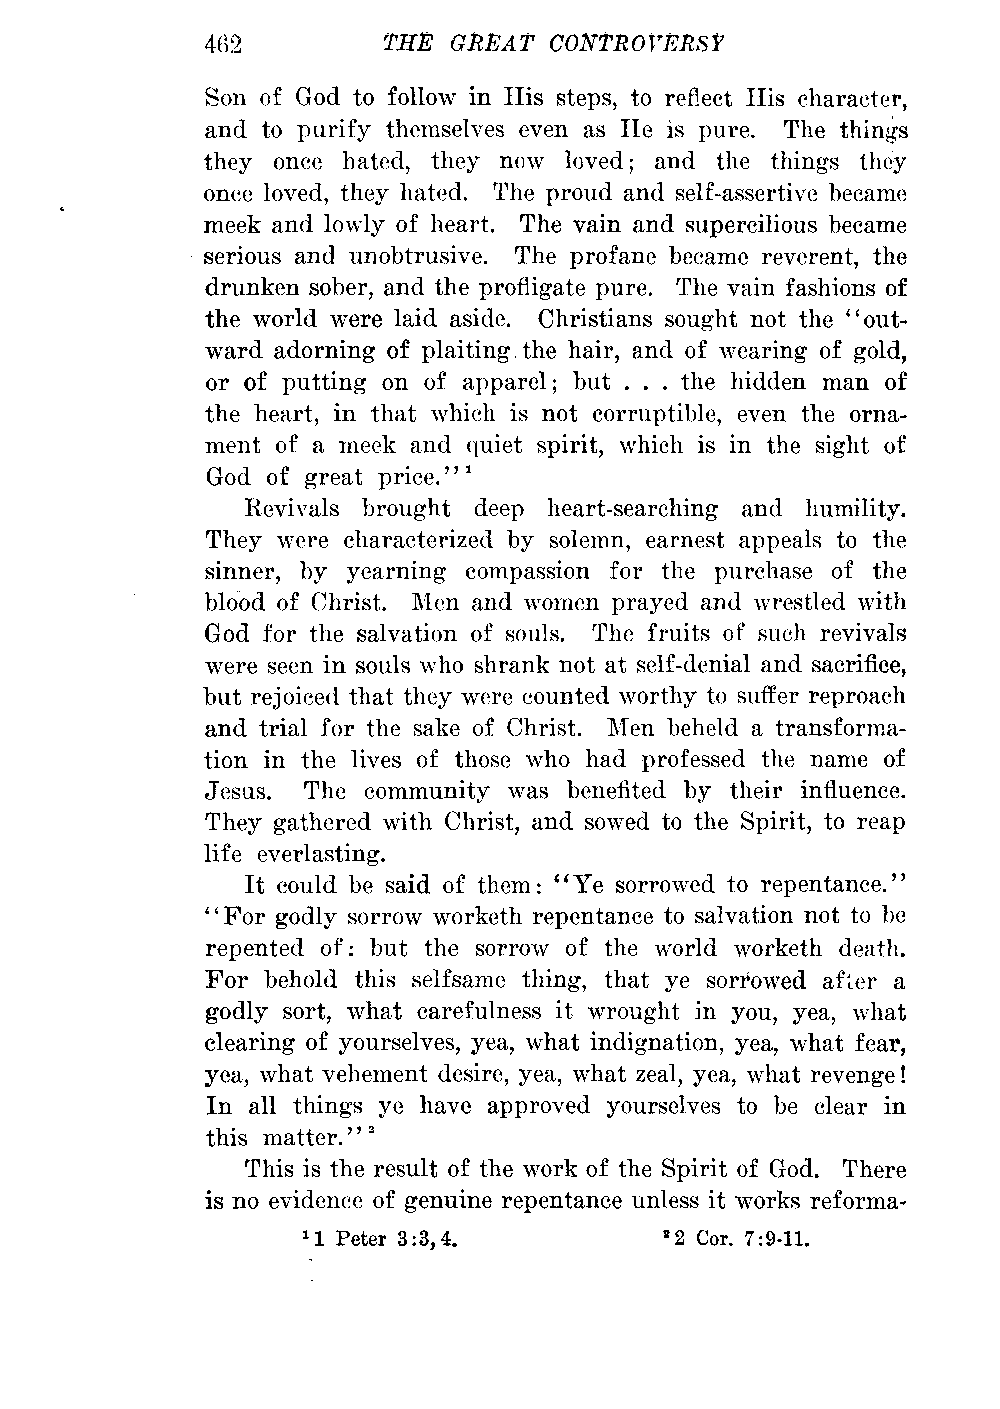 462 THE GREAT CONTROVERSY
Son of God to follow in His steps, to reflect His character,
and to purify themselves even as He is pure. The things
they once hated, they now loved; and the things they
once loved, they hated. The proud and self-assertive became
meek and lowly of heart. The vain and supercilious became
serious and unobtrusive. The profane became reverent, the
drunken sober, and the profligate pure. The vain fashions of
the world were laid aside. Christians sought not the "out-
ward adorning of plaiting the hair, and of wearing of gold,
or of putting on of apparel; but . . . the hidden man of
the heart, in that which is not corruptible, even the orna-
ment of a meek and quiet spirit, which is in the sight of
God of great price." ¹
Revivals brought deep heart-searching and humility.
They were characterized by solemn, earnest appeals to the
sinner, by yearning compassion for the purchase of the
blood of Christ. Men and women prayed and wrestled with
God for the salvation of souls. The fruits of such revivals
were seen in souls who shrank not at self-denial and sacrifice,
but rejoiced that they were counted worthy to suffer reproach
and trial for the sake of Christ. Men beheld a transforma-
tion in the lives of those who had professed the name of
Jesus. The community was benefited by their influence.
They gathered with Christ, and sowed to the Spirit, to reap
life everlasting.
It could be said of them: "Ye sorrowed to repentance."
"For godly sorrow worketh repentance to salvation not to be
repented of: but the sorrow of the world worketh death.
For behold this selfsame thing, that ye sorrowed after a
godly sort, what carefulness it wrought in you, yea, what
clearing of yourselves, yea, what indignation, yea, what fear,
yea, what vehement desire, yea, what zeal, yea, what revenge!
In all things ye have approved yourselves to be clear in
this matter." ²
This is the result of the work of the Spirit of God. There
is no evidence of genuine repentance unless it works reforma-
¹ 1 Peter 3:3, 4. ² 2 Cor. 7:9-11.